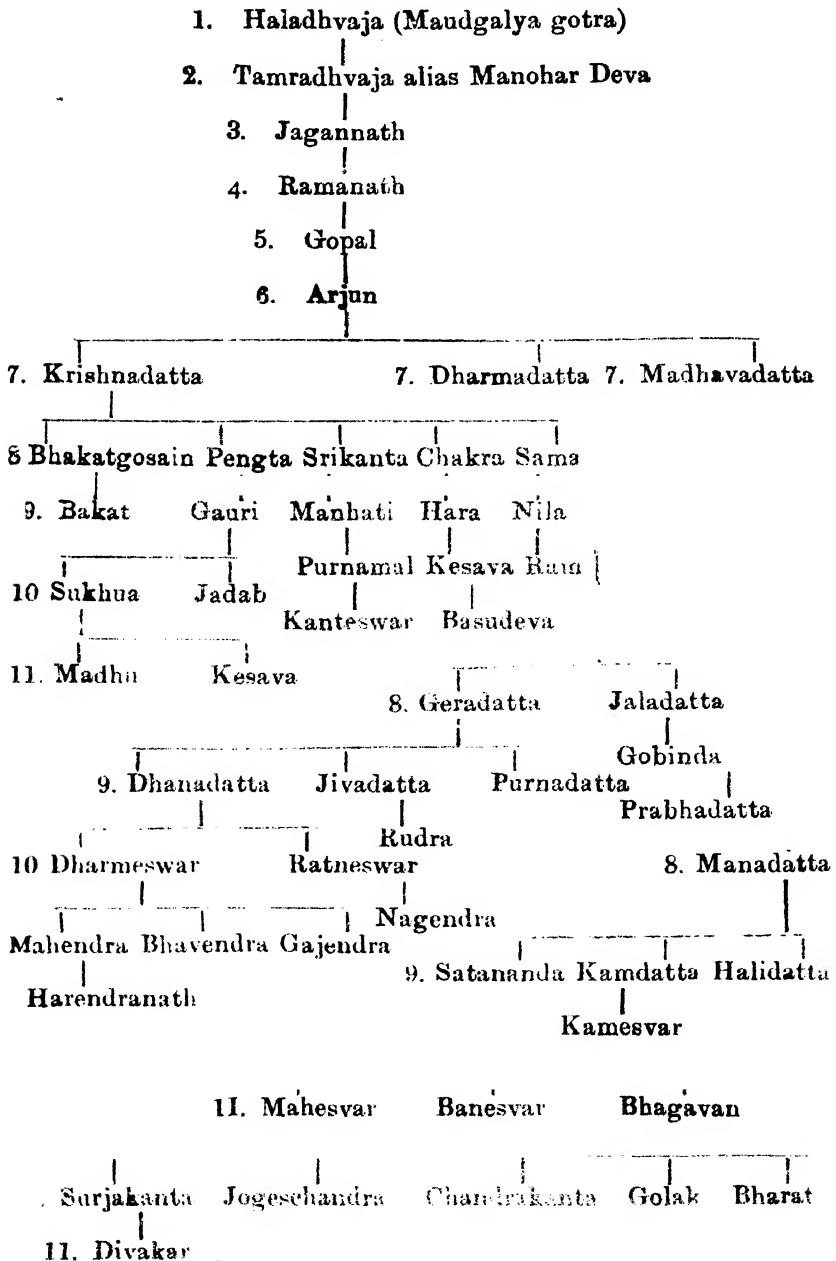 1. Haladhvaja (Maudgalya gotra)
2. Tamradhvaja alias Manohar Deva
3. Jagannath
4. Ramanath
5. Gopal
6. Arjun
7. Krishnadatta 7. Dharmadatta 7. Madhavadatta
8 Bhakatgosain Pengta Srikanta Chakra Sama
9. Bakat Gauri Manhati Hara Nila
Purnamal Kesava Ram
10 Sukhua Jadab
Kanteswar Basudeva
11. Madhu Kesava
8. Geradatta Jaladatta
Gobinda
9. Dhanadatta Jivadatta Purnadatta
Prabhadatta
Rudra
10 Dharmeswar Ratneswar 8. Manadatta
Nagendra
Mahendra Bhavendra Gajendra
9. Satananda Kamdatta Halidatta
Harendranath
Kamesvar
11. Mahesvar Banesvar Bhagavan
Surjakanta Jogeschandra Chandrakanta Golak Bharat
11. Divakar